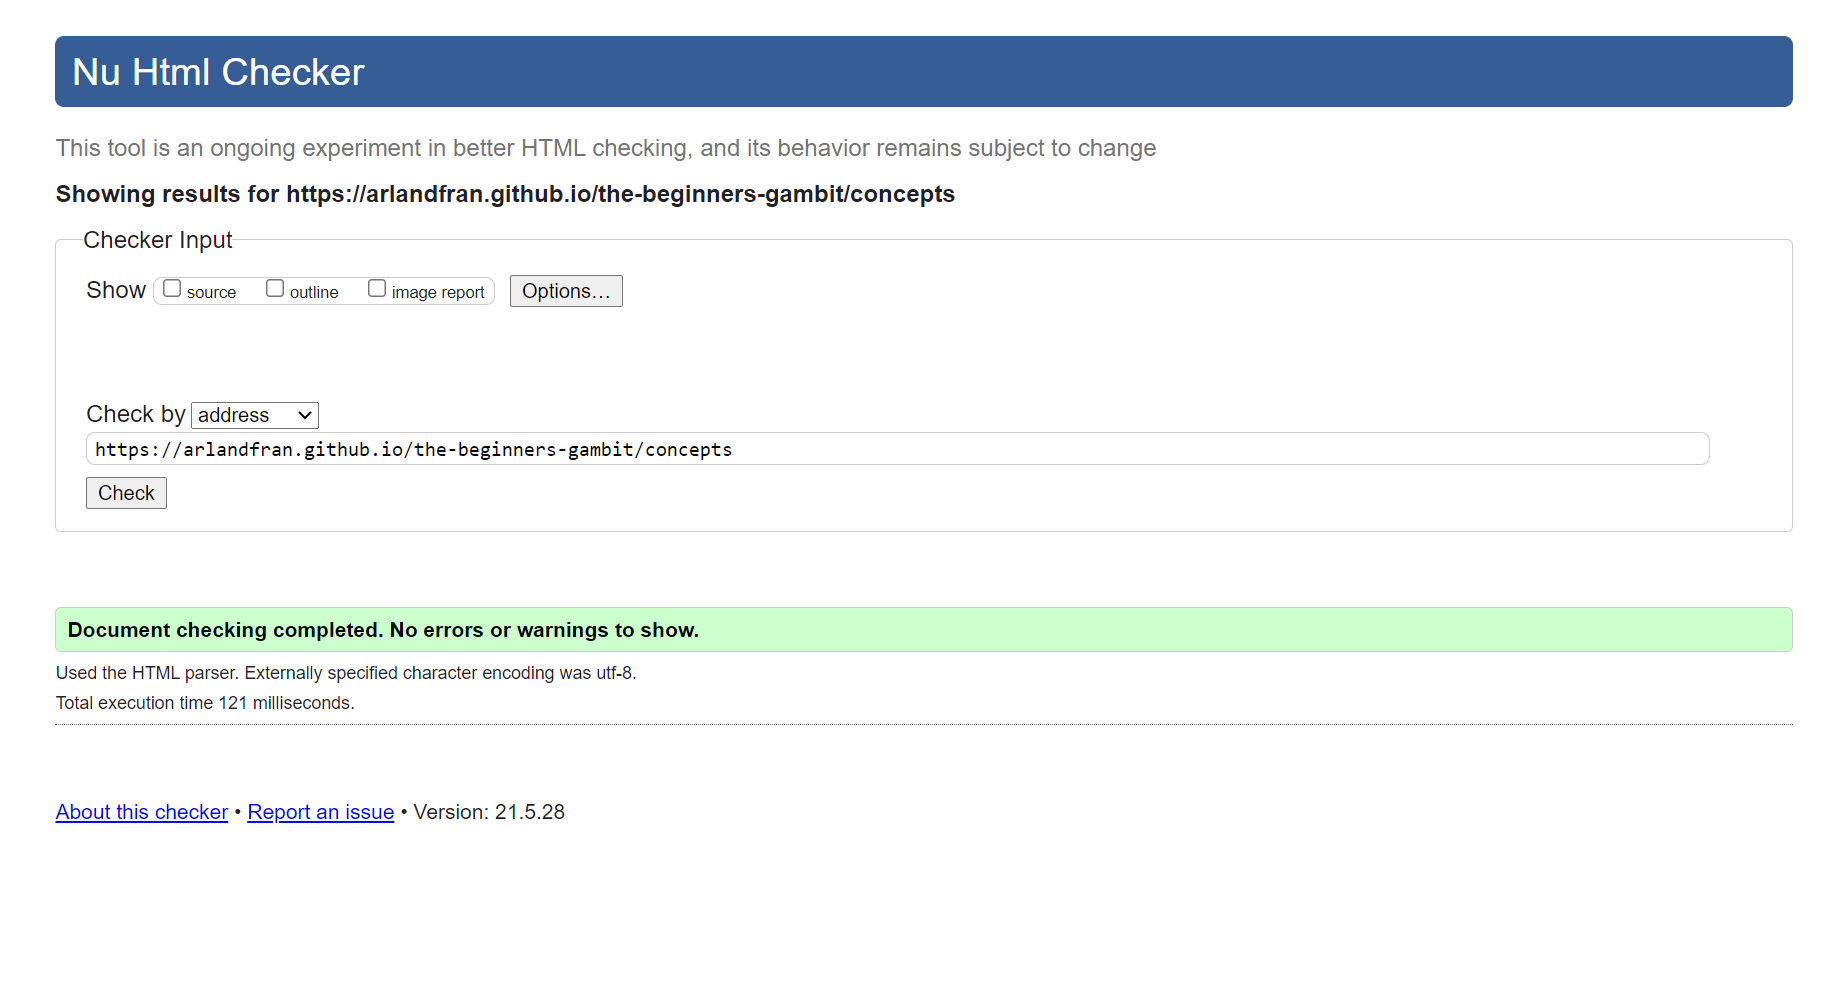 Nu Html Checker
This tool is an ongoing experiment in better HTML checking, and its behavior remains subject to change
Showing results for https://arlandfran.github.io/the-beginners-gambit/concepts
Checker Input
Show source outline image report Options...
Check by address
https://arlandfran.github.io/the-beginners-gambit/concepts
Check
Document checking completed. No errors or warnings to show.
Used the HTML parser. Externally specified character encoding was utf-8.
Total execution time 121 milliseconds.
About this checker • Report an issue • Version: 21.5.28